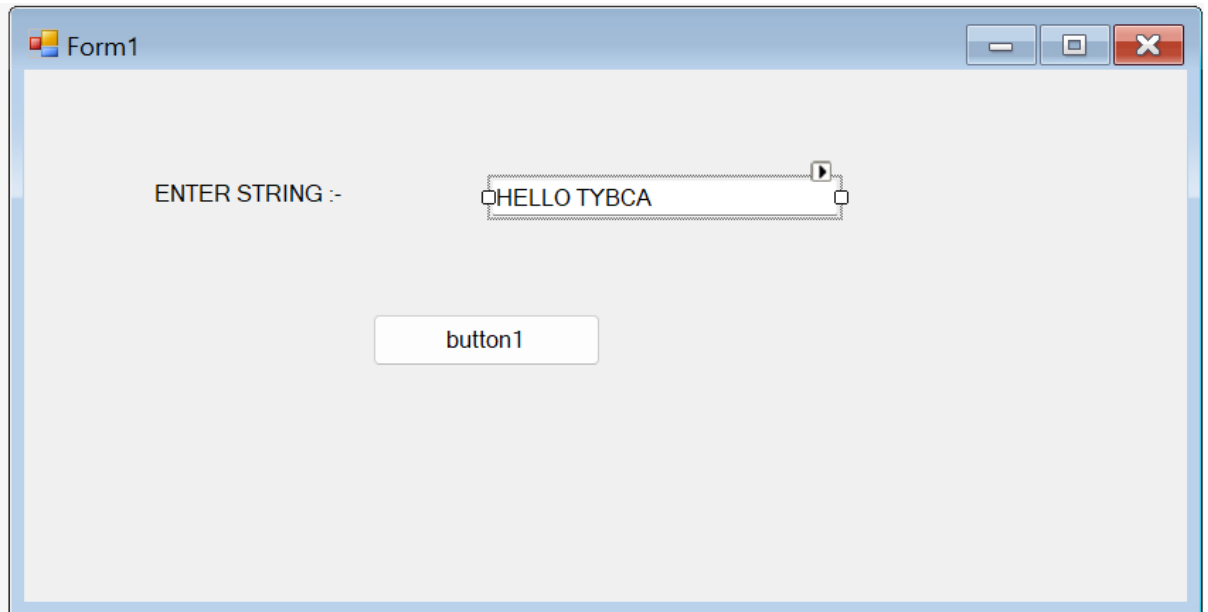 Form1
ENTER STRING :-
HELLO TYBCA
button1